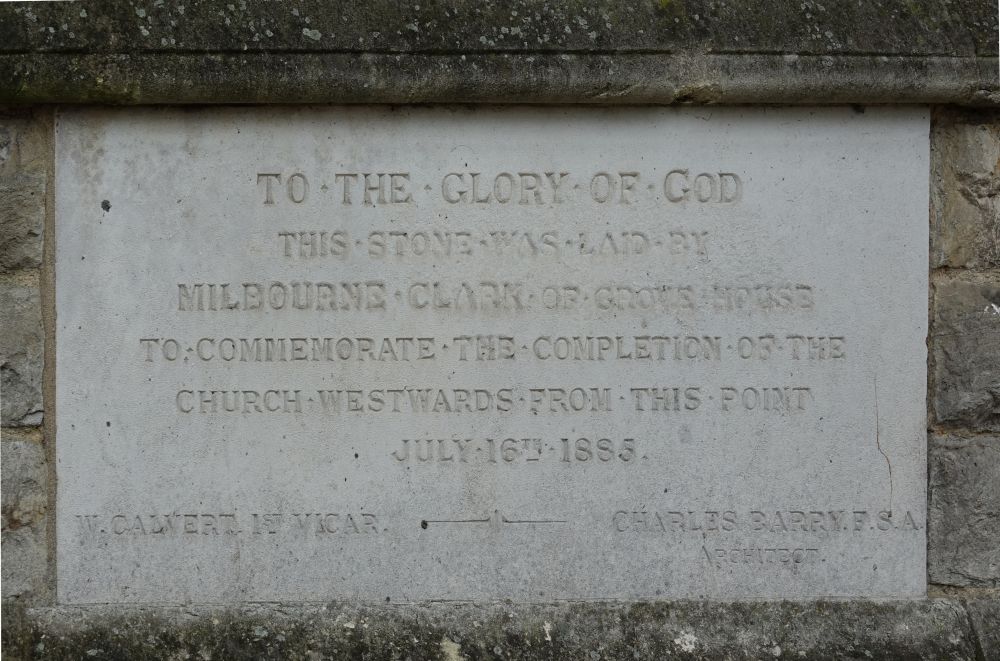 TO · THE · GLORY · OF · GOD
THIS · STONE · WAS · LAID · BY
MILBOURNE · CLARK · OF · GROVE · HOUSE
TO · COMMEMORATE · THE · COMPLETION · OF · THE
CHURCH · WESTWARDS · FROM · THIS · POINT
JULY · 16TH · 1885.
W. CALVERT. 1ST VICAR.
CHARLES BARRY. F.S.A.
ARCHITECT.